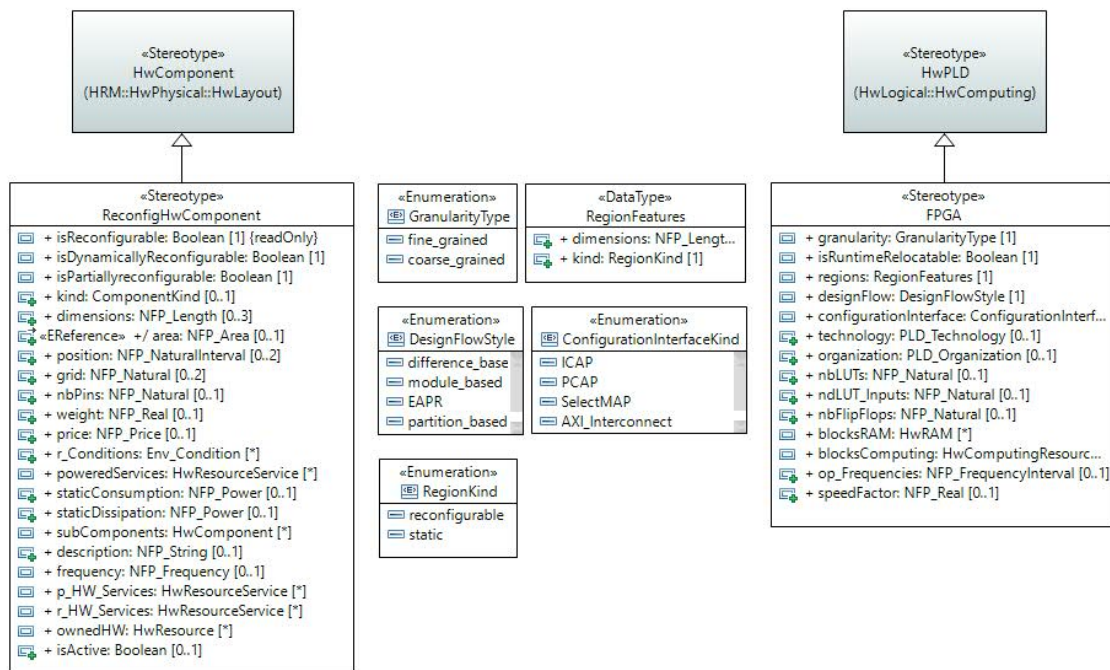 «Stereotype»
HwComponent
(HRM::HwPhysical::HwLayout)
«Stereotype»
HwPLD
(HwLogical::HwComputing)
«Stereotype»
ReconfigHwComponent
+ isReconfigurable: Boolean [1] {readOnly}
+ isDynamicallyReconfigurable: Boolean [1]
+ isPartiallyreconfigurable: Boolean [1]
+ kind: ComponentKind [0..1]
+ dimensions: NFP_Length [0..3]
«EReference» +/ area: NFP_Area [0..1]
+ position: NFP_NaturalInterval [0..2]
+ grid: NFP_Natural [0..2]
+ nbPins: NFP_Natural [0..1]
+ weight: NFP_Real [0..1]
+ price: NFP_Price [0..1]
+ r_Conditions: Env_Condition [*]
+ poweredServices: HwResourceService [*]
+ staticConsumption: NFP_Power [0..1]
+ staticDissipation: NFP_Power [0..1]
+ subComponents: HwComponent [*]
+ description: NFP_String [0..1]
+ frequency: NFP_Frequency [0..1]
+ p_HW_Services: HwResourceService [*]
+ r_HW_Services: HwResourceService [*]
+ ownedHW: HwResource [*]
+ isActive: Boolean [0..1]
«Enumeration»
GranularityType
fine_grained
coarse_grained
«DataType»
RegionFeatures
+ dimensions: NFP_Lengt...
+ kind: RegionKind [1]
«Enumeration»
DesignFlowStyle
difference_base
module_based
EAPR
partition_based
«Enumeration»
ConfigurationInterfaceKind
ICAP
PCAP
SelectMAP
AXI_Interconnect
«Enumeration»
RegionKind
reconfigurable
static
«Stereotype»
FPGA
+ granularity: GranularityType [1]
+ isRuntimeRelocatable: Boolean [1]
+ regions: RegionFeatures [1]
+ designFlow: DesignFlowStyle [1]
+ configurationInterface: ConfigurationInterf...
+ technology: PLD_Technology [0..1]
+ organization: PLD_Organization [0..1]
+ nbLUTs: NFP_Natural [0..1]
+ ndLUT_Inputs: NFP_Natural [0..1]
+ nbFlipFlops: NFP_Natural [0..1]
+ blocksRAM: HwRAM [*]
+ blocksComputing: HwComputingResourc...
+ op_Frequencies: NFP_FrequencyInterval [0..1]
+ speedFactor: NFP_Real [0..1]